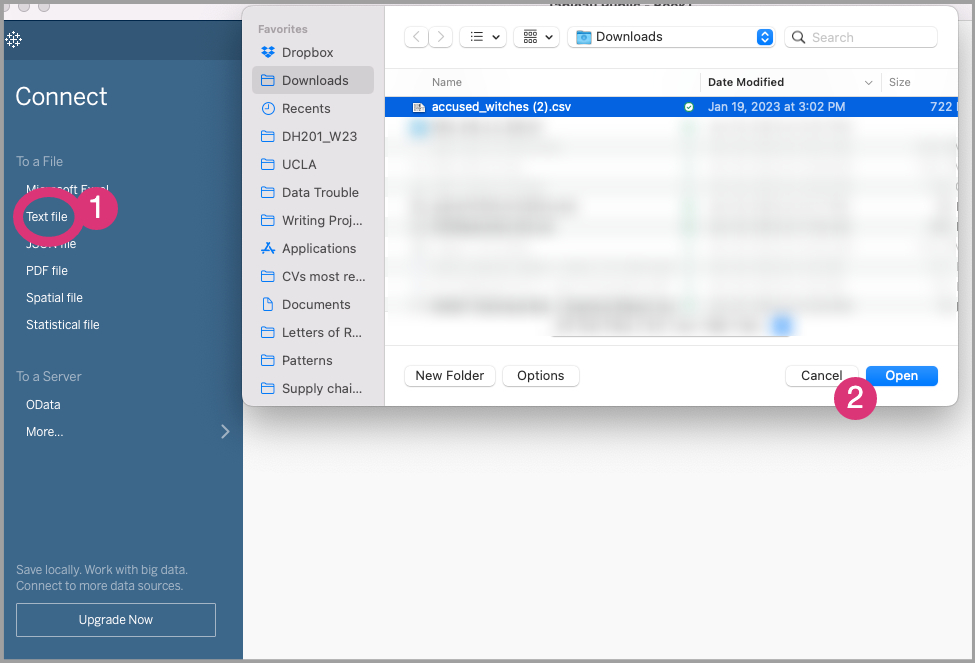 Tableau Public - Book1
Connect
To a File
Microsoft Excel
Text file
1
JSON file
PDF file
Spatial file
Statistical file
To a Server
OData
More...
Save locally. Work with big data.
Connect to more data sources.
Upgrade Now
Favorites
Dropbox
Downloads
Recents
DH201_W23
UCLA
Data Trouble
Writing Proj...
Applications
CVs most re...
Documents
Letters of R...
Patterns
Supply chai...
Downloads
Search
Name Date Modified Size
accused_witches (2).csv Jan 19, 2023 at 3:02 PM 722
New Folder Options Cancel Open
2